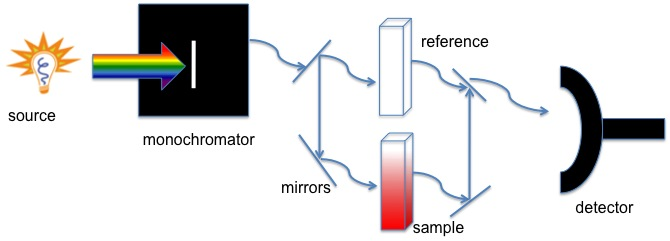 source
monochromator
mirrors
reference
sample
detector